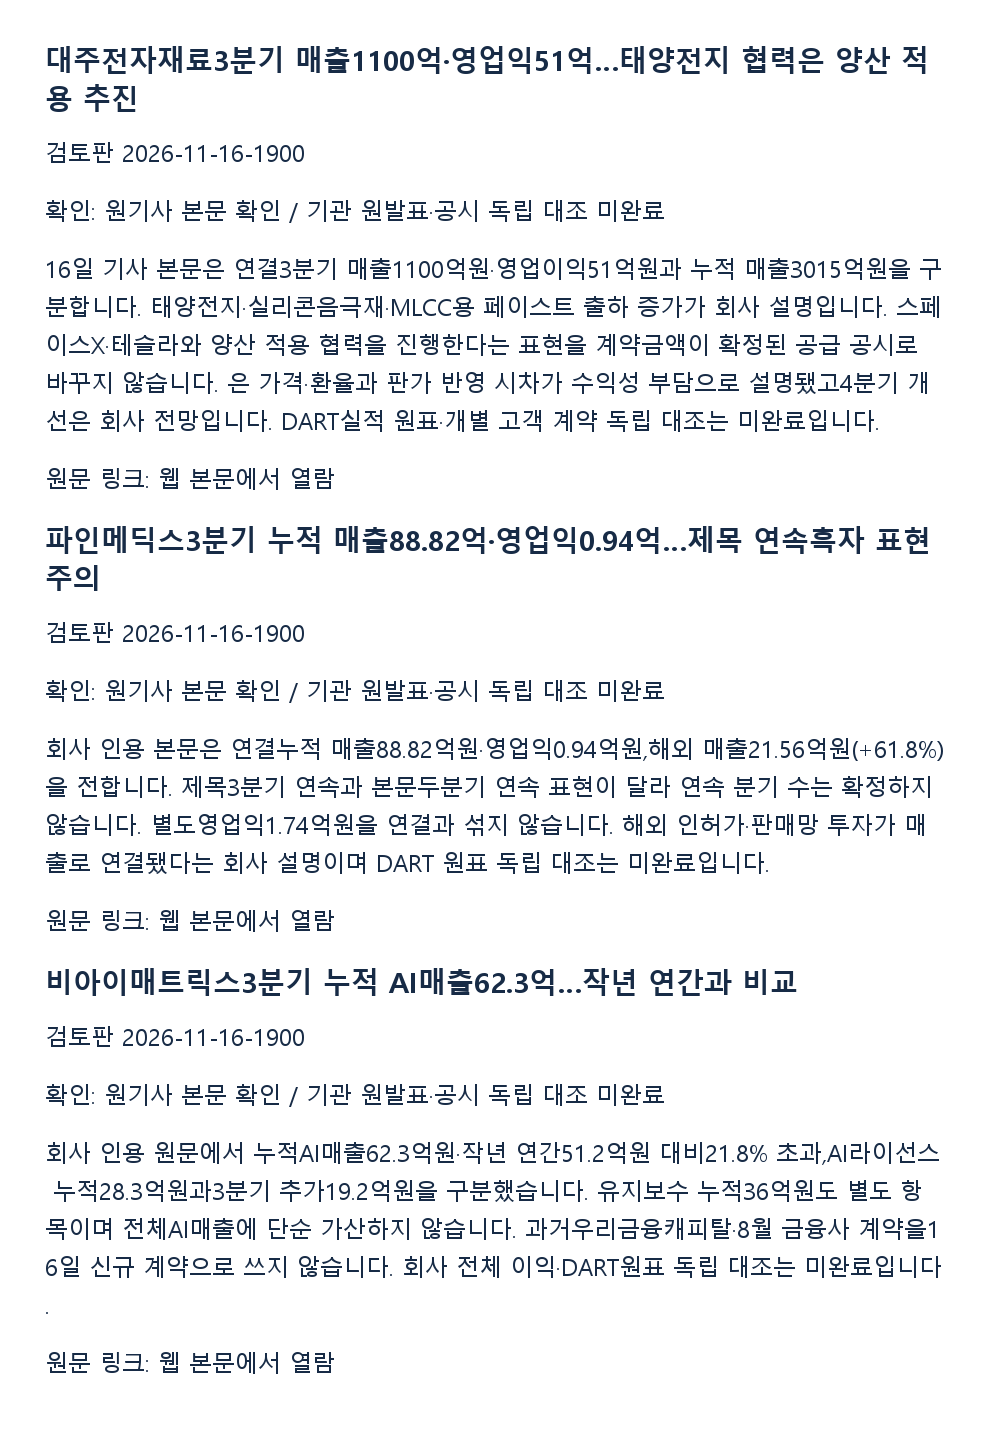 대주전자재료3분기 매출1100억·영업익51억…태양전지 협력은 양산 적
용 추진
검토판 2026-11-16-1900
확인: 원기사 본문 확인 / 기관 원발표·공시 독립 대조 미완료
16일 기사 본문은 연결3분기 매출1100억원·영업이익51억원과 누적 매출3015억원을 구
분합니다. 태양전지·실리콘음극재·MLCC용 페이스트 출하 증가가 회사 설명입니다. 스페
이스X·테슬라와 양산 적용 협력을 진행한다는 표현을 계약금액이 확정된 공급 공시로
바꾸지 않습니다. 은 가격·환율과 판가 반영 시차가 수익성 부담으로 설명됐고4분기 개
선은 회사 전망입니다. DART실적 원표·개별 고객 계약 독립 대조는 미완료입니다.
원문 링크: 웹 본문에서 열람
파인메딕스3분기 누적 매출88.82억·영업익0.94억…제목 연속흑자 표현
주의
검토판 2026-11-16-1900
확인: 원기사 본문 확인 / 기관 원발표·공시 독립 대조 미완료
회사 인용 본문은 연결누적 매출88.82억원·영업익0.94억원,해외 매출21.56억원(+61.8%)
을 전합니다. 제목3분기 연속과 본문두분기 연속 표현이 달라 연속 분기 수는 확정하지
않습니다. 별도영업익1.74억원을 연결과 섞지 않습니다. 해외 인허가·판매망 투자가 매
출로 연결됐다는 회사 설명이며 DART 원표 독립 대조는 미완료입니다.
원문 링크: 웹 본문에서 열람
비아이매트릭스3분기 누적 AI매출62.3억…작년 연간과 비교
검토판 2026-11-16-1900
확인: 원기사 본문 확인 / 기관 원발표·공시 독립 대조 미완료
회사 인용 원문에서 누적AI매출62.3억원·작년 연간51.2억원 대비21.8% 초과,AI라이선스
누적28.3억원과3분기 추가19.2억원을 구분했습니다. 유지보수 누적36억원도 별도 항
목이며 전체AI매출에 단순 가산하지 않습니다. 과거우리금융캐피탈·8월 금융사 계약을1
6일 신규 계약으로 쓰지 않습니다. 회사 전체 이익·DART원표 독립 대조는 미완료입니다
.
원문 링크: 웹 본문에서 열람